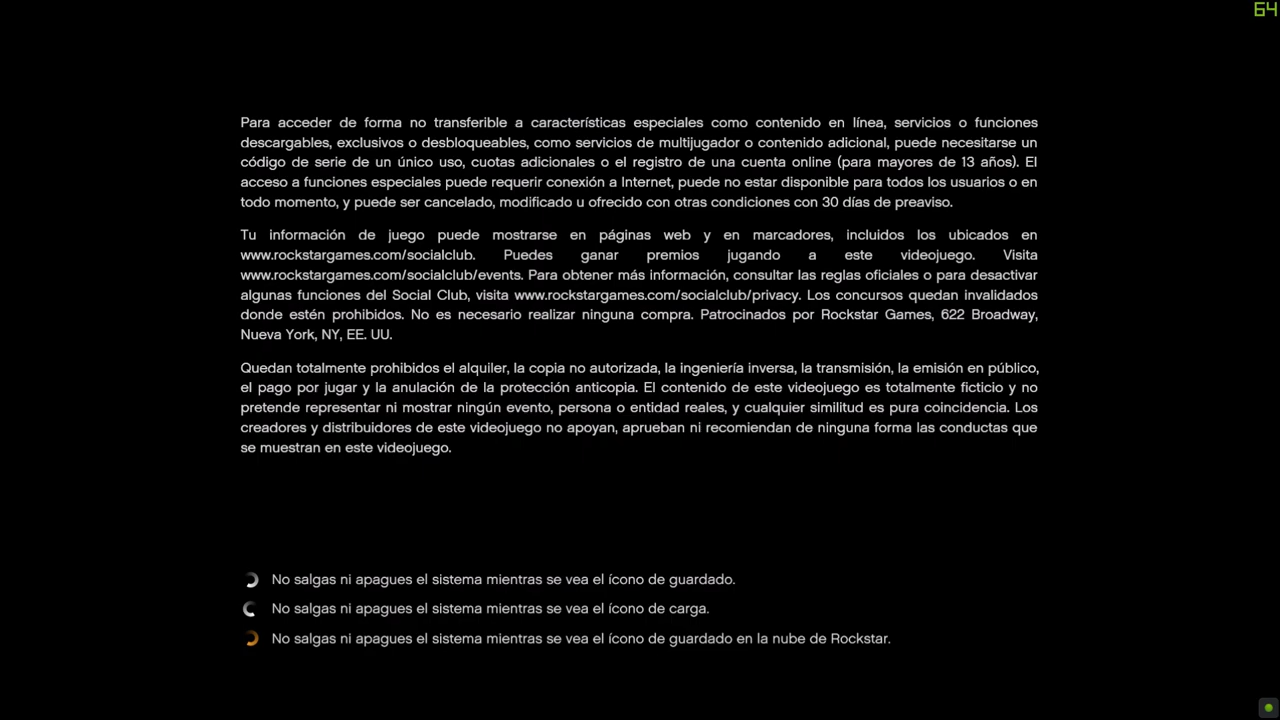 64
Para acceder de forma no transferible a características especiales como contenido en línea, servicios o funciones
descargables, exclusivos o desbloqueables, como servicios de multijugador o contenido adicional, puede necesitarse un
código de serie de un único uso, cuotas adicionales o el registro de una cuenta online (para mayores de 13 años). El
acceso a funciones especiales puede requerir conexión a Internet, puede no estar disponible para todos los usuarios o en
todo momento, y puede ser cancelado, modificado u ofrecido con otras condiciones con 30 días de preaviso.
Tu información de juego puede mostrarse en páginas web y en marcadores, incluidos los ubicados en
www.rockstargames.com/socialclub. Puedes ganar premios jugando a este videojuego. Visita
www.rockstargames.com/socialclub/events. Para obtener más información, consultar las reglas oficiales o para desactivar
algunas funciones del Social Club, visita www.rockstargames.com/socialclub/privacy. Los concursos quedan invalidados
donde estén prohibidos. No es necesario realizar ninguna compra. Patrocinados por Rockstar Games, 622 Broadway,
Nueva York, NY, EE. UU.
Quedan totalmente prohibidos el alquiler, la copia no autorizada, la ingeniería inversa, la transmisión, la emisión en público,
el pago por jugar y la anulación de la protección anticopia. El contenido de este videojuego es totalmente ficticio y no
pretende representar ni mostrar ningún evento, persona o entidad reales, y cualquier similitud es pura coincidencia. Los
creadores y distribuidores de este videojuego no apoyan, aprueban ni recomiendan de ninguna forma las conductas que
se muestran en este videojuego.
No salgas ni apagues el sistema mientras se vea el ícono de guardado.
No salgas ni apagues el sistema mientras se vea el ícono de carga.
No salgas ni apagues el sistema mientras se vea el ícono de guardado en la nube de Rockstar.